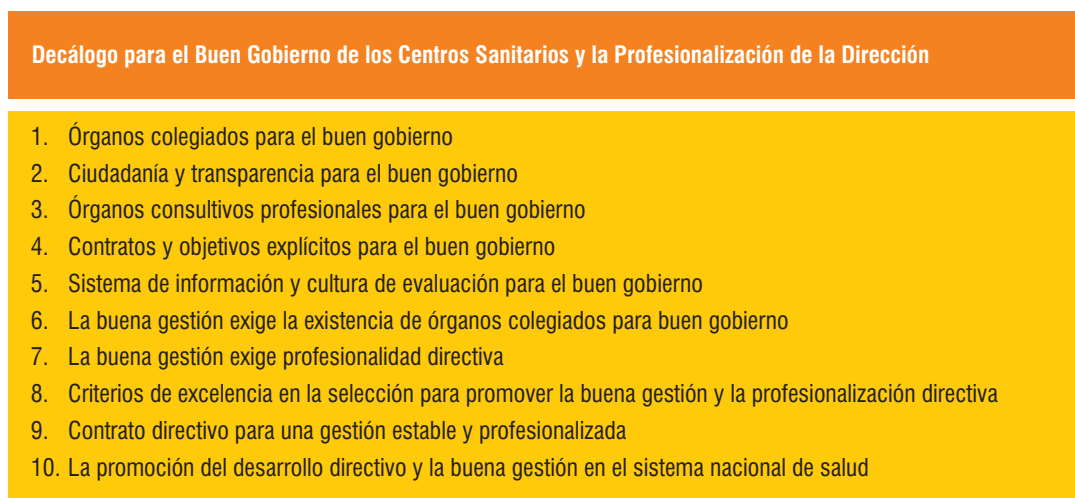 Decálogo para el Buen Gobierno de los Centros Sanitarios y la Profesionalización de la Dirección
1. Órganos colegiados para el buen gobierno
2. Ciudadanía y transparencia para el buen gobierno
3. Órganos consultivos profesionales para el buen gobierno
4. Contratos y objetivos explícitos para el buen gobierno
5. Sistema de información y cultura de evaluación para el buen gobierno
6. La buena gestión exige la existencia de órganos colegiados para buen gobierno
7. La buena gestión exige profesionalidad directiva
8. Criterios de excelencia en la selección para promover la buena gestión y la profesionalización directiva
9. Contrato directivo para una gestión estable y profesionalizada
10. La promoción del desarrollo directivo y la buena gestión en el sistema nacional de salud